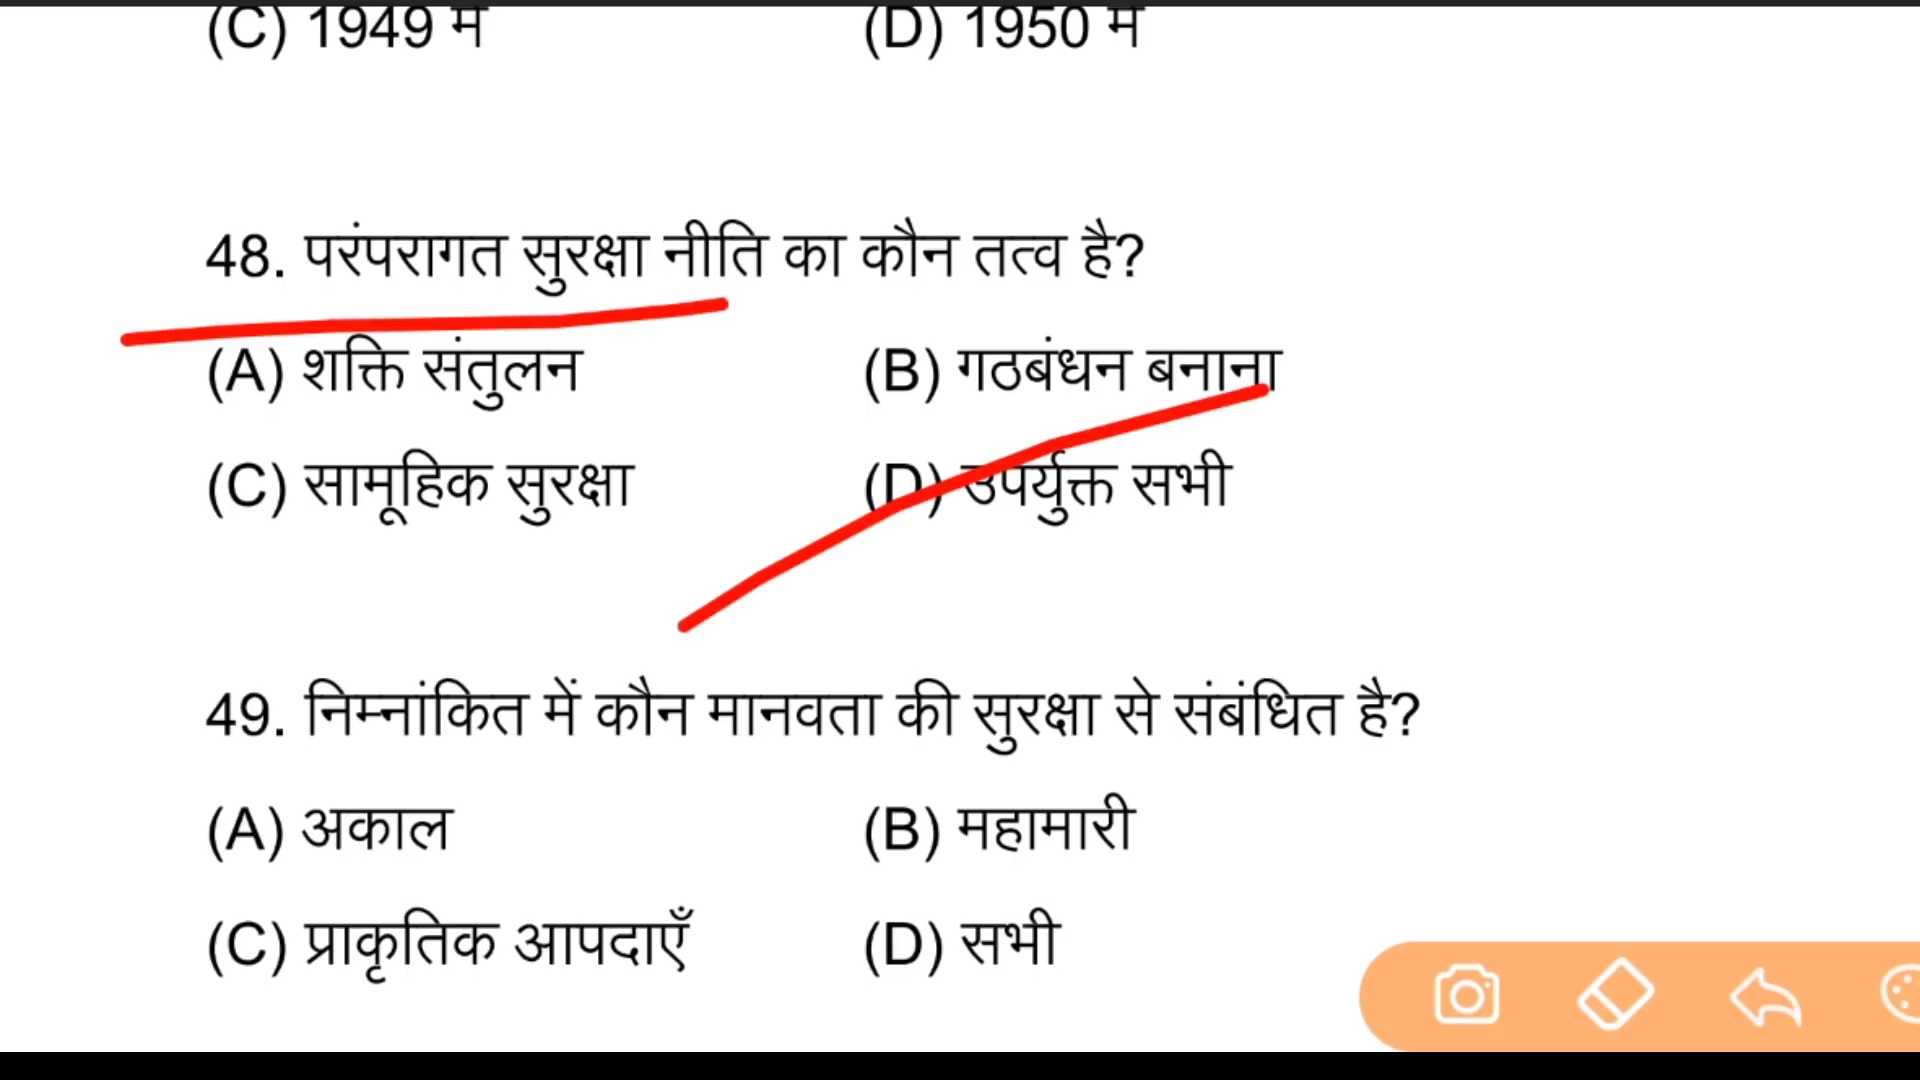 (C) 1949 में (D) 1950 में
48. परंपरागत सुरक्षा नीति का कौन तत्व है?
(A) शक्ति संतुलन (B) गठबंधन बनाना
(C) सामूहिक सुरक्षा (D) उपर्युक्त सभी
49. निम्नांकित में कौन मानवता की सुरक्षा से संबंधित है?
(A) अकाल (B) महामारी
(C) प्राकृतिक आपदाएँ (D) सभी